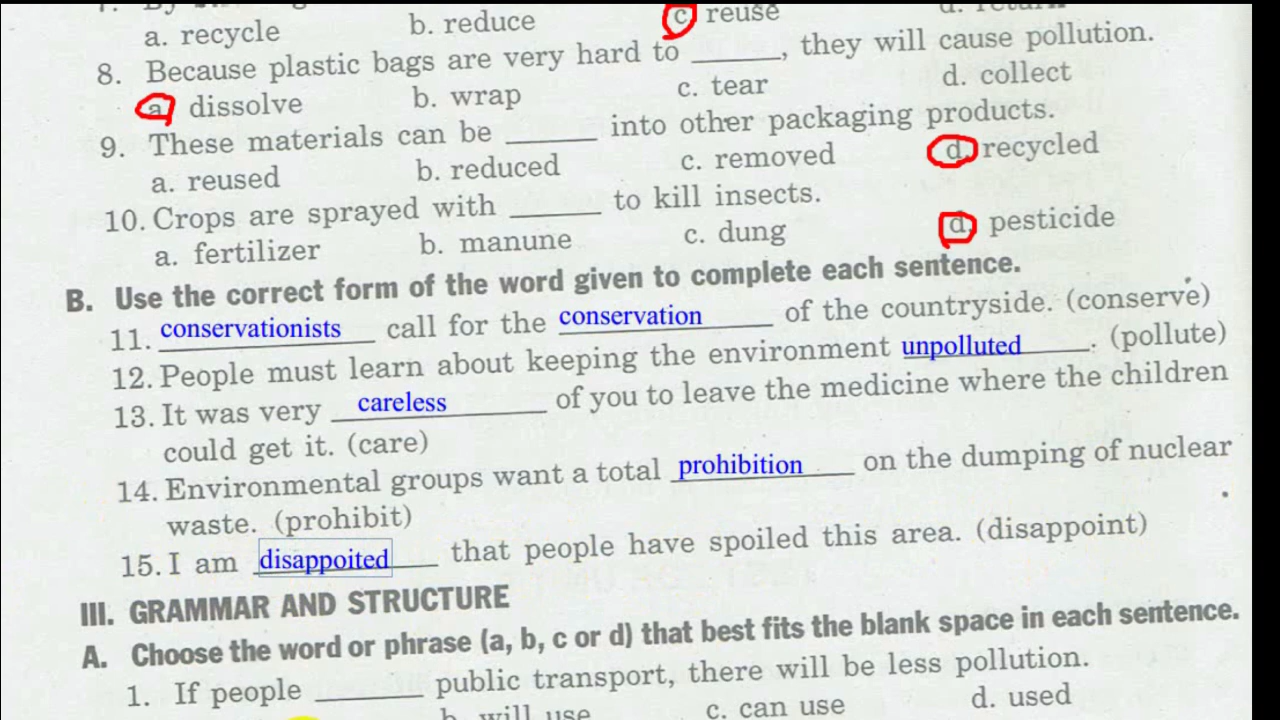 a. recycle b. reduce c reuse
8. Because plastic bags are very hard to ______, they will cause pollution.
a dissolve b. wrap c. tear d. collect
9. These materials can be ______ into other packaging products.
a. reused b. reduced c. removed d. recycled
10. Crops are sprayed with ______ to kill insects.
a. fertilizer b. manune c. dung d. pesticide
B. Use the correct form of the word given to complete each sentence.
11. conservationists call for the conservation of the countryside. (conserve)
12. People must learn about keeping the environment unpolluted. (pollute)
13. It was very careless of you to leave the medicine where the children
could get it. (care)
14. Environmental groups want a total prohibition on the dumping of nuclear
waste. (prohibit)
15. I am disappoited that people have spoiled this area. (disappoint)
III. GRAMMAR AND STRUCTURE
A. Choose the word or phrase (a, b, c or d) that best fits the blank space in each sentence.
1. If people ______ public transport, there will be less pollution.
b. will use c. can use d. used